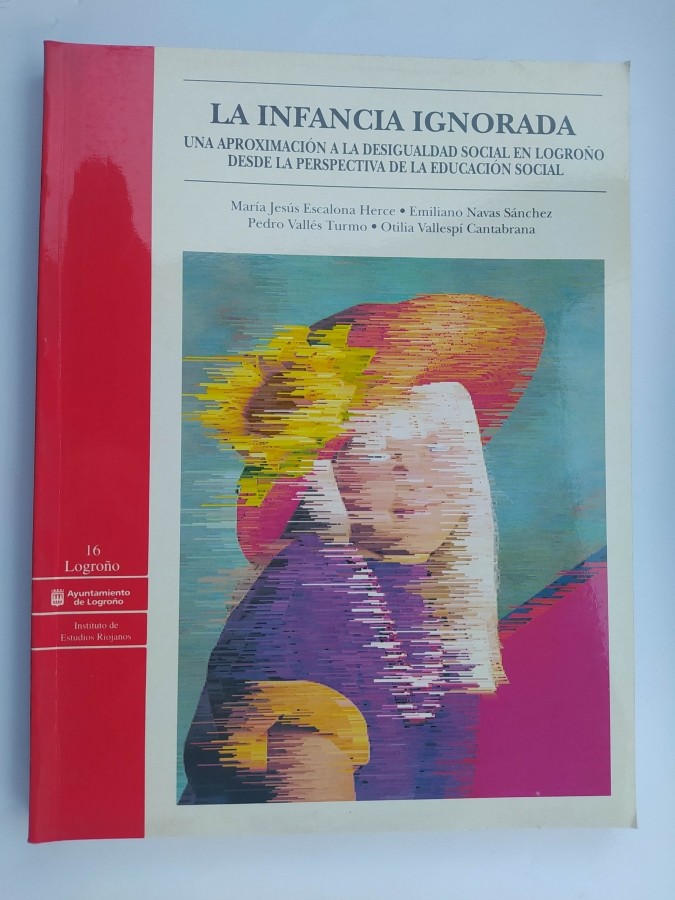 LA INFANCIA IGNORADA
UNA APROXIMACIÓN A LA DESIGUALDAD SOCIAL EN LOGROÑO
DESDE LA PERSPECTIVA DE LA EDUCACIÓN SOCIAL
María Jesús Escalona Herce • Emiliano Navas Sánchez
Pedro Vallés Turmo • Otilia Vallespí Cantabrana
16
Logroño
Ayuntamiento
de Logroño
Instituto de
Estudios Riojanos